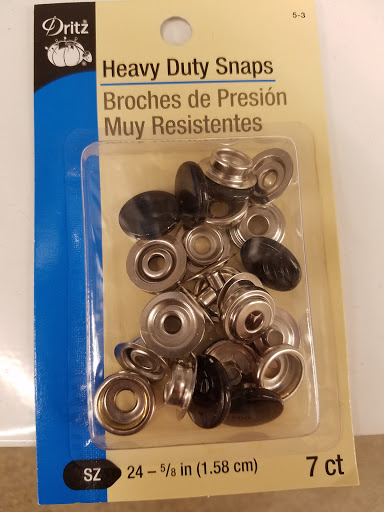 5-3
Dritz
Heavy Duty Snaps
Broches de Presión
Muy Resistentes
SZ 24 – 5/8 in (1.58 cm) 7 ct